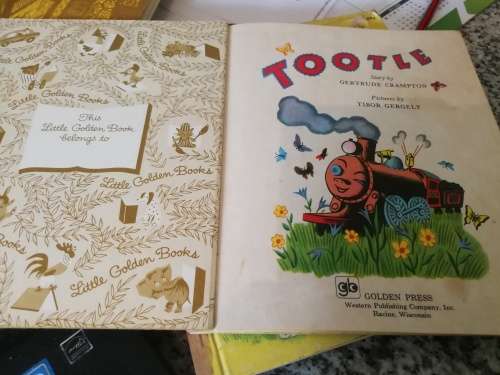 Little Golden Books
This
Little Golden Book
belongs to
Little Golden Books
Little Golden Books
Books
TOOTLE
Story by
GERTRUDE CRAMPTON
Pictures by
TIBOR GERGELY
GOLDEN PRESS
Western Publishing Company, Inc.
Racine, Wisconsin